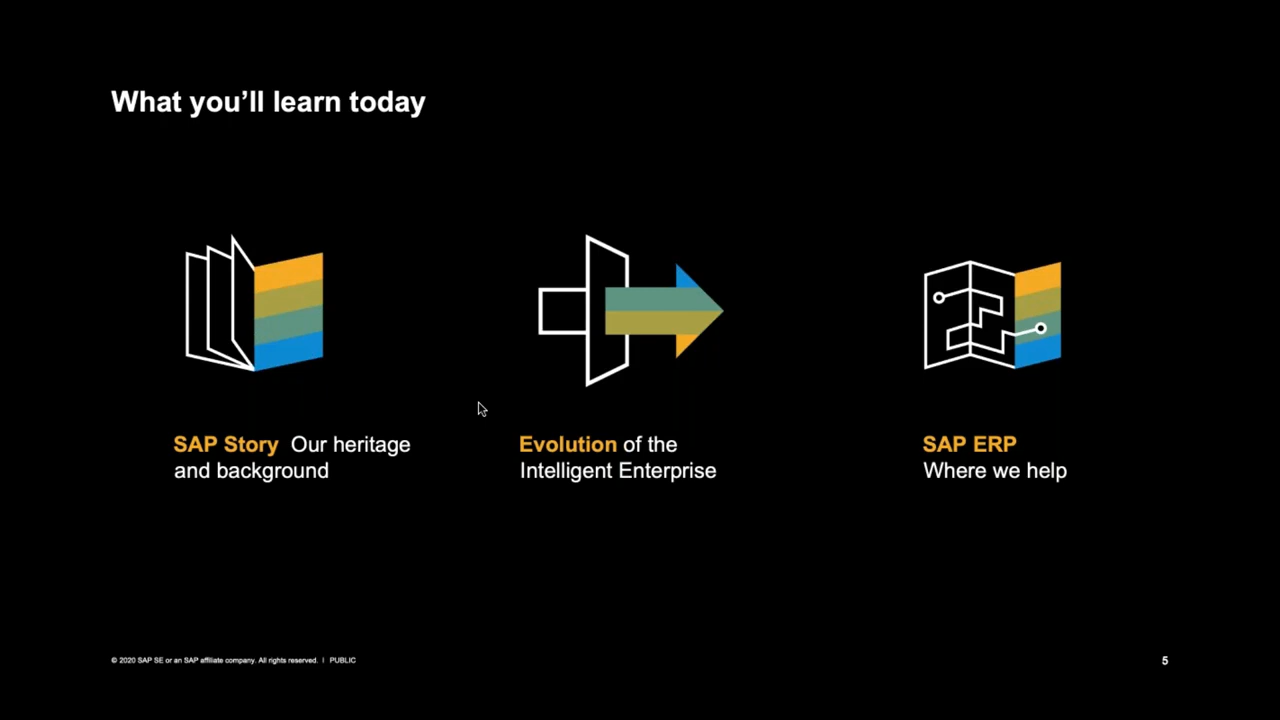 What you’ll learn today
SAP Story  Our heritage
and background
Evolution of the
Intelligent Enterprise
SAP ERP
Where we help
© 2020 SAP SE or an SAP affiliate company. All rights reserved.  |  PUBLIC
5